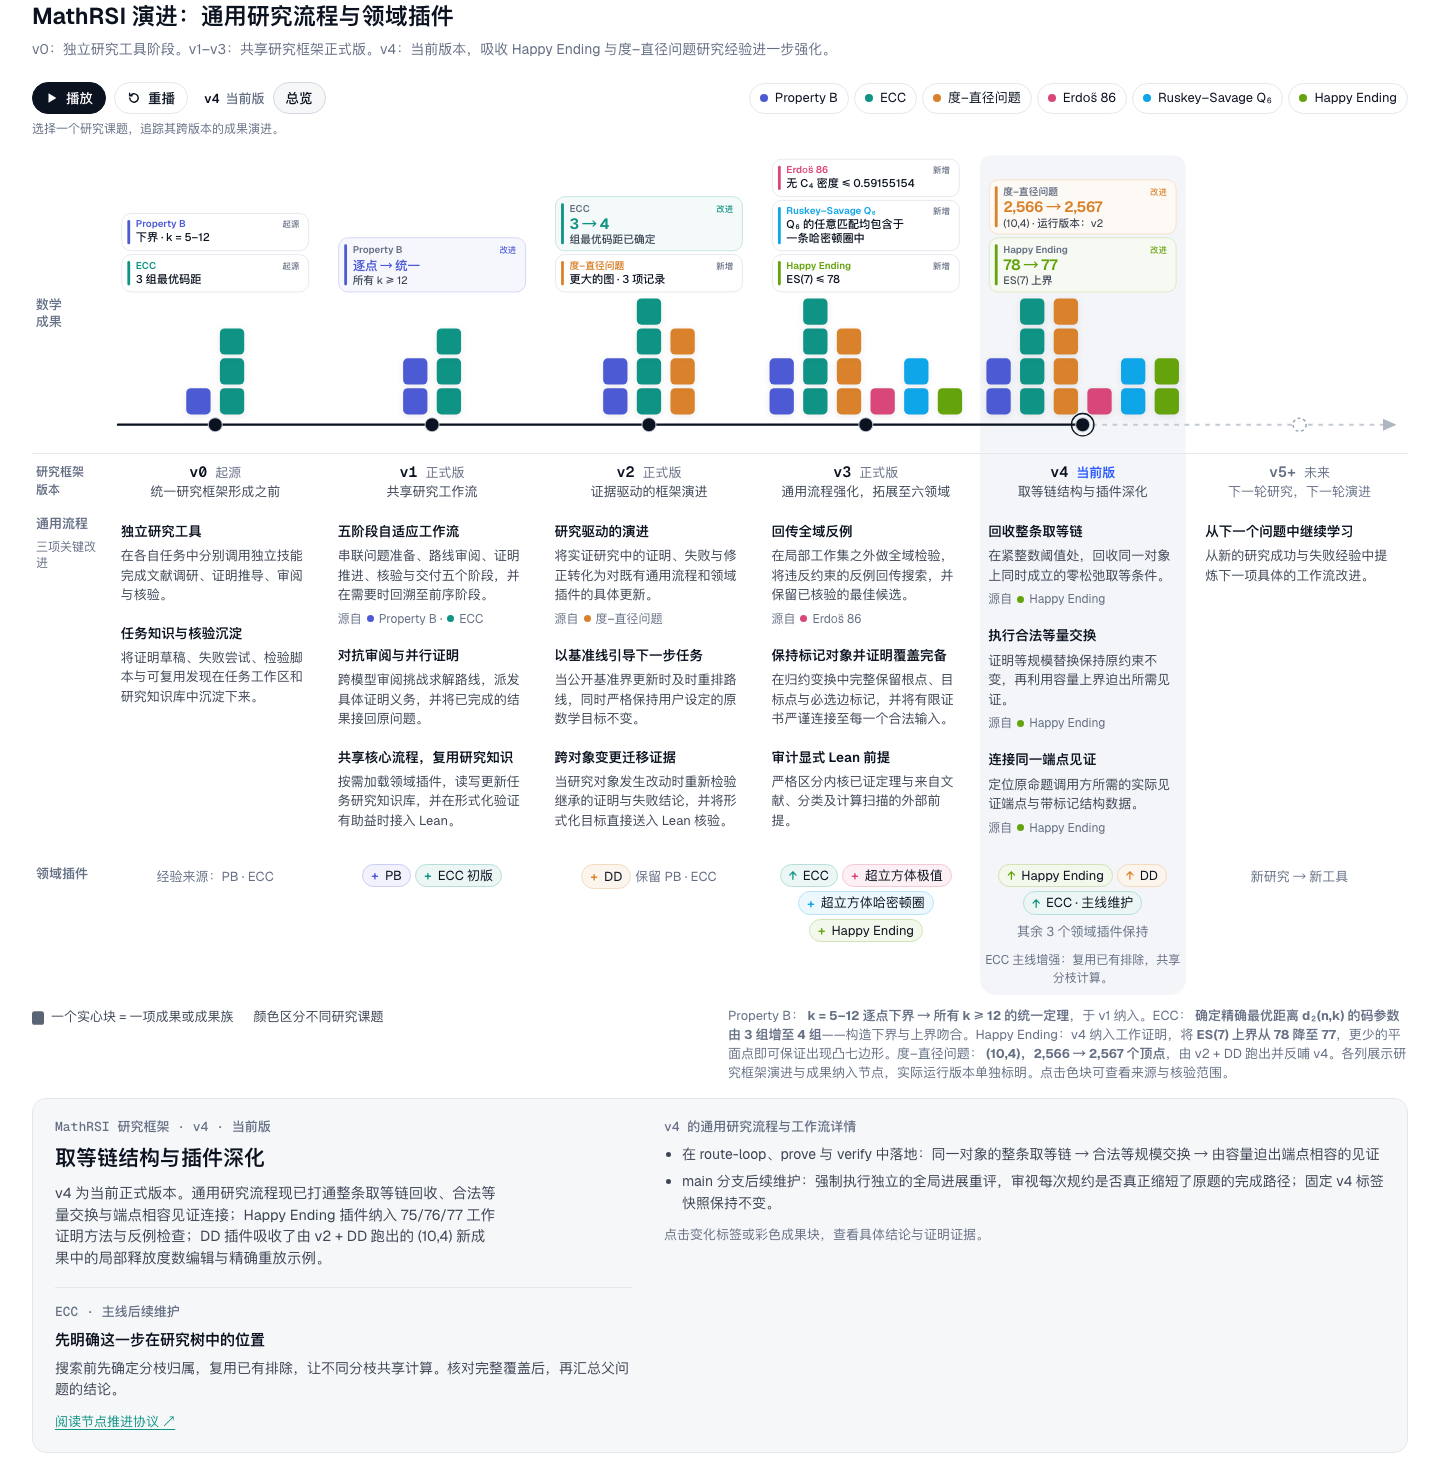 MathRSI 演进：通用研究流程与领域插件
v0：独立研究工具阶段。v1–v3：共享研究框架正式版。v4：当前版本，吸收 Happy Ending 与度–直径问题研究经验进一步强化。
播放
重播
v4 当前版
总览
Property B
ECC
度–直径问题
Erdős 86
Ruskey–Savage Q₆
Happy Ending
选择一个研究课题，追踪其跨版本的成果演进。
数学
成果
Property B 起源
下界 · k = 5–12
ECC 起源
3 组最优码距
Property B 改进
逐点 → 统一
所有 k ≥ 12
ECC 改进
3 → 4
组最优码距已确定
度–直径问题 新增
更大的图 · 3 项记录
Erdős 86 新增
无 C₄ 密度 ≤ 0.59155154
Ruskey–Savage Q₆ 新增
Q₆ 的任意匹配均包含于
一条哈密顿圈中
Happy Ending 新增
ES(7) ≤ 78
度–直径问题 改进
2,566 → 2,567
(10,4) · 运行版本：v2
Happy Ending 改进
78 → 77
ES(7) 上界
研究框架
版本
v0 起源
统一研究框架形成之前
v1 正式版
共享研究工作流
v2 正式版
证据驱动的框架演进
v3 正式版
通用流程强化，拓展至六领域
v4 当前版
取等链结构与插件深化
v5+ 未来
下一轮研究，下一轮演进
通用流程
三项关键改
进
独立研究工具
在各自任务中分别调用独立技能
完成文献调研、证明推导、审阅
与核验。
任务知识与核验沉淀
将证明草稿、失败尝试、检验脚
本与可复用发现在任务工作区和
研究知识库中沉淀下来。
五阶段自适应工作流
串联问题准备、路线审阅、证明
推进、核验与交付五个阶段，并
在需要时回溯至前序阶段。
源自 Property B · ECC
对抗审阅与并行证明
跨模型审阅挑战求解路线，派发
具体证明义务，并将已完成的结
果接回原问题。
共享核心流程，复用研究知识
按需加载领域插件，读写更新任
务研究知识库，并在形式化验证
有助益时接入 Lean。
研究驱动的演进
将实证研究中的证明、失败与修
正转化为对既有通用流程和领域
插件的具体更新。
源自 度–直径问题
以基准线引导下一步任务
当公开基准界更新时及时重排路
线，同时严格保持用户设定的原
数学目标不变。
跨对象变更迁移证据
当研究对象发生改动时重新检验
继承的证明与失败结论，并将形
式化目标直接送入 Lean 核验。
回传全域反例
在局部工作集之外做全域检验，
将违反约束的反例回传搜索，并
保留已核验的最佳候选。
源自 Erdős 86
保持标记对象并证明覆盖完备
在归约变换中完整保留根点、目
标点与必选边标记，并将有限证
书严谨连接至每一个合法输入。
审计显式 Lean 前提
严格区分内核已证定理与来自文
献、分类及计算扫描的外部前
提。
回收整条取等链
在紧整数阈值处，回收同一对象
上同时成立的零松弛取等条件。
源自 Happy Ending
执行合法等量交换
证明等规模替换保持原约束不
变，再利用容量上界迫出所需见
证。
源自 Happy Ending
连接同一端点见证
定位原命题调用方所需的实际见
证端点与带标记结构数据。
源自 Happy Ending
从下一个问题中继续学习
从新的研究成功与失败经验中提
炼下一项具体的工作流改进。
领域插件
经验来源：PB · ECC
+ PB
+ ECC 初版
+ DD 保留 PB · ECC
↑ ECC
+ 超立方体极值
+ 超立方体哈密顿圈
+ Happy Ending
↑ Happy Ending
↑ DD
↑ ECC · 主线维护
其余 3 个领域插件保持
ECC 主线增强：复用已有排除，共享
分枝计算。
新研究 → 新工具
一个实心块 = 一项成果或成果族 颜色区分不同研究课题
Property B： k = 5–12 逐点下界 → 所有 k ≥ 12 的统一定理，于 v1 纳入。ECC： 确定精确最优距离 d₂(n,k) 的码参数
由 3 组增至 4 组——构造下界与上界吻合。Happy Ending：v4 纳入工作证明，将 ES(7) 上界从 78 降至 77，更少的平
面点即可保证出现凸七边形。度–直径问题： (10,4)，2,566 → 2,567 个顶点，由 v2 + DD 跑出并反哺 v4。各列展示研
究框架演进与成果纳入节点，实际运行版本单独标明。点击色块可查看来源与核验范围。
MathRSI 研究框架 · v4 · 当前版
取等链结构与插件深化
v4 为当前正式版本。通用研究流程现已打通整条取等链回收、合法等
量交换与端点相容见证连接；Happy Ending 插件纳入 75/76/77 工作
证明方法与反例检查；DD 插件吸收了由 v2 + DD 跑出的 (10,4) 新成
果中的局部释放度数编辑与精确重放示例。
ECC · 主线后续维护
先明确这一步在研究树中的位置
搜索前先确定分枝归属，复用已有排除，让不同分枝共享计算。核对完整覆盖后，再汇总父问
题的结论。
阅读节点推进协议 ↗
v4 的通用研究流程与工作流详情
• 在 route-loop、prove 与 verify 中落地：同一对象的整条取等链 → 合法等规模交换 → 由容量迫出端点相容的见证
• main 分支后续维护：强制执行独立的全局进展重评，审视每次规约是否真正缩短了原题的完成路径；固定 v4 标签
快照保持不变。
点击变化标签或彩色成果块，查看具体结论与证明证据。